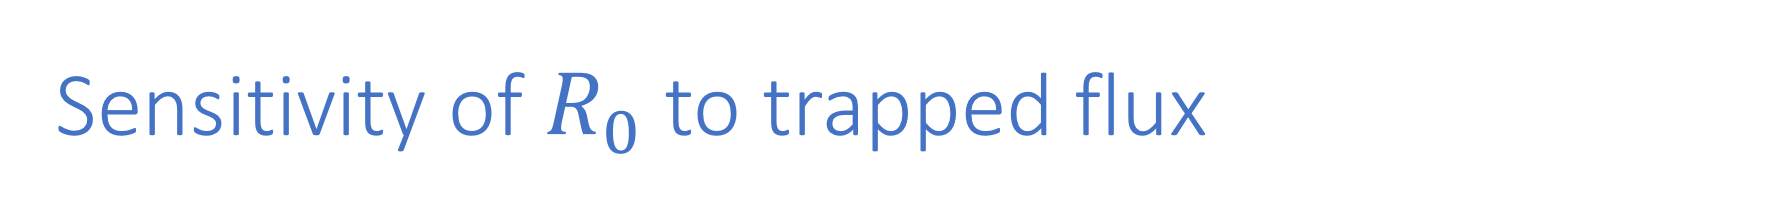 Sensitivity of R₀ to trapped flux